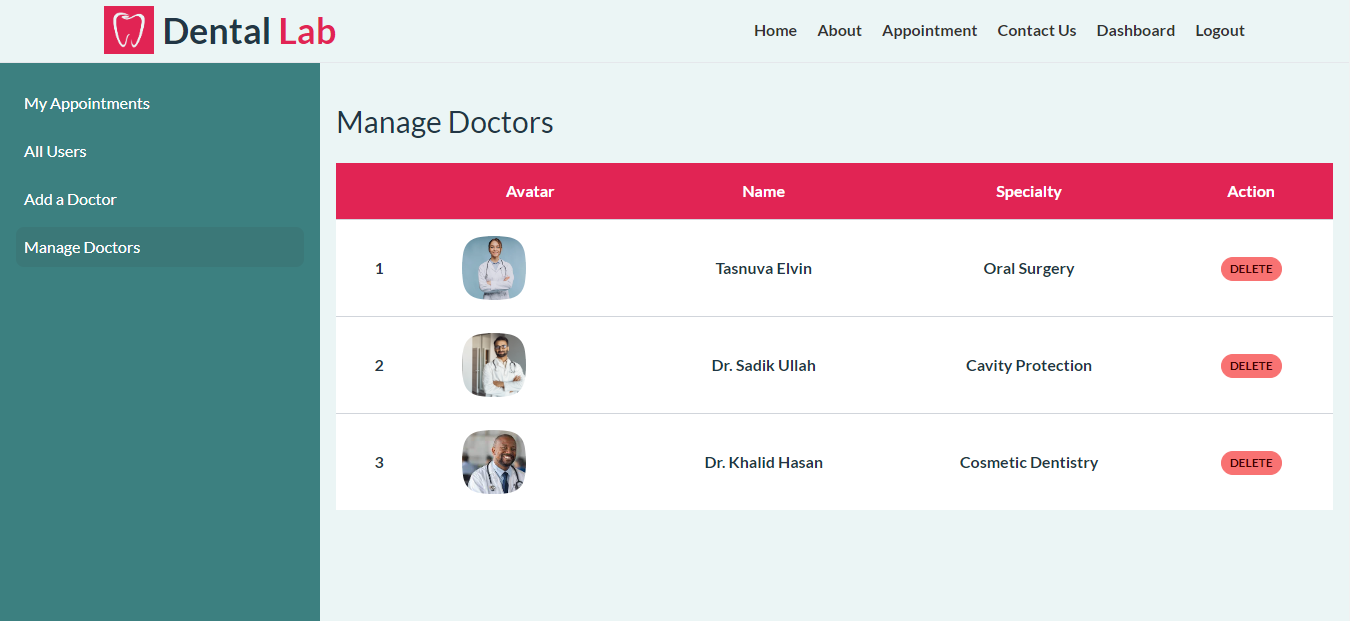 Dental Lab
Home About Appointment Contact Us Dashboard Logout
My Appointments
All Users
Add a Doctor
Manage Doctors
Manage Doctors
Avatar Name Specialty Action
1 Tasnuva Elvin Oral Surgery DELETE
2 Dr. Sadik Ullah Cavity Protection DELETE
3 Dr. Khalid Hasan Cosmetic Dentistry DELETE